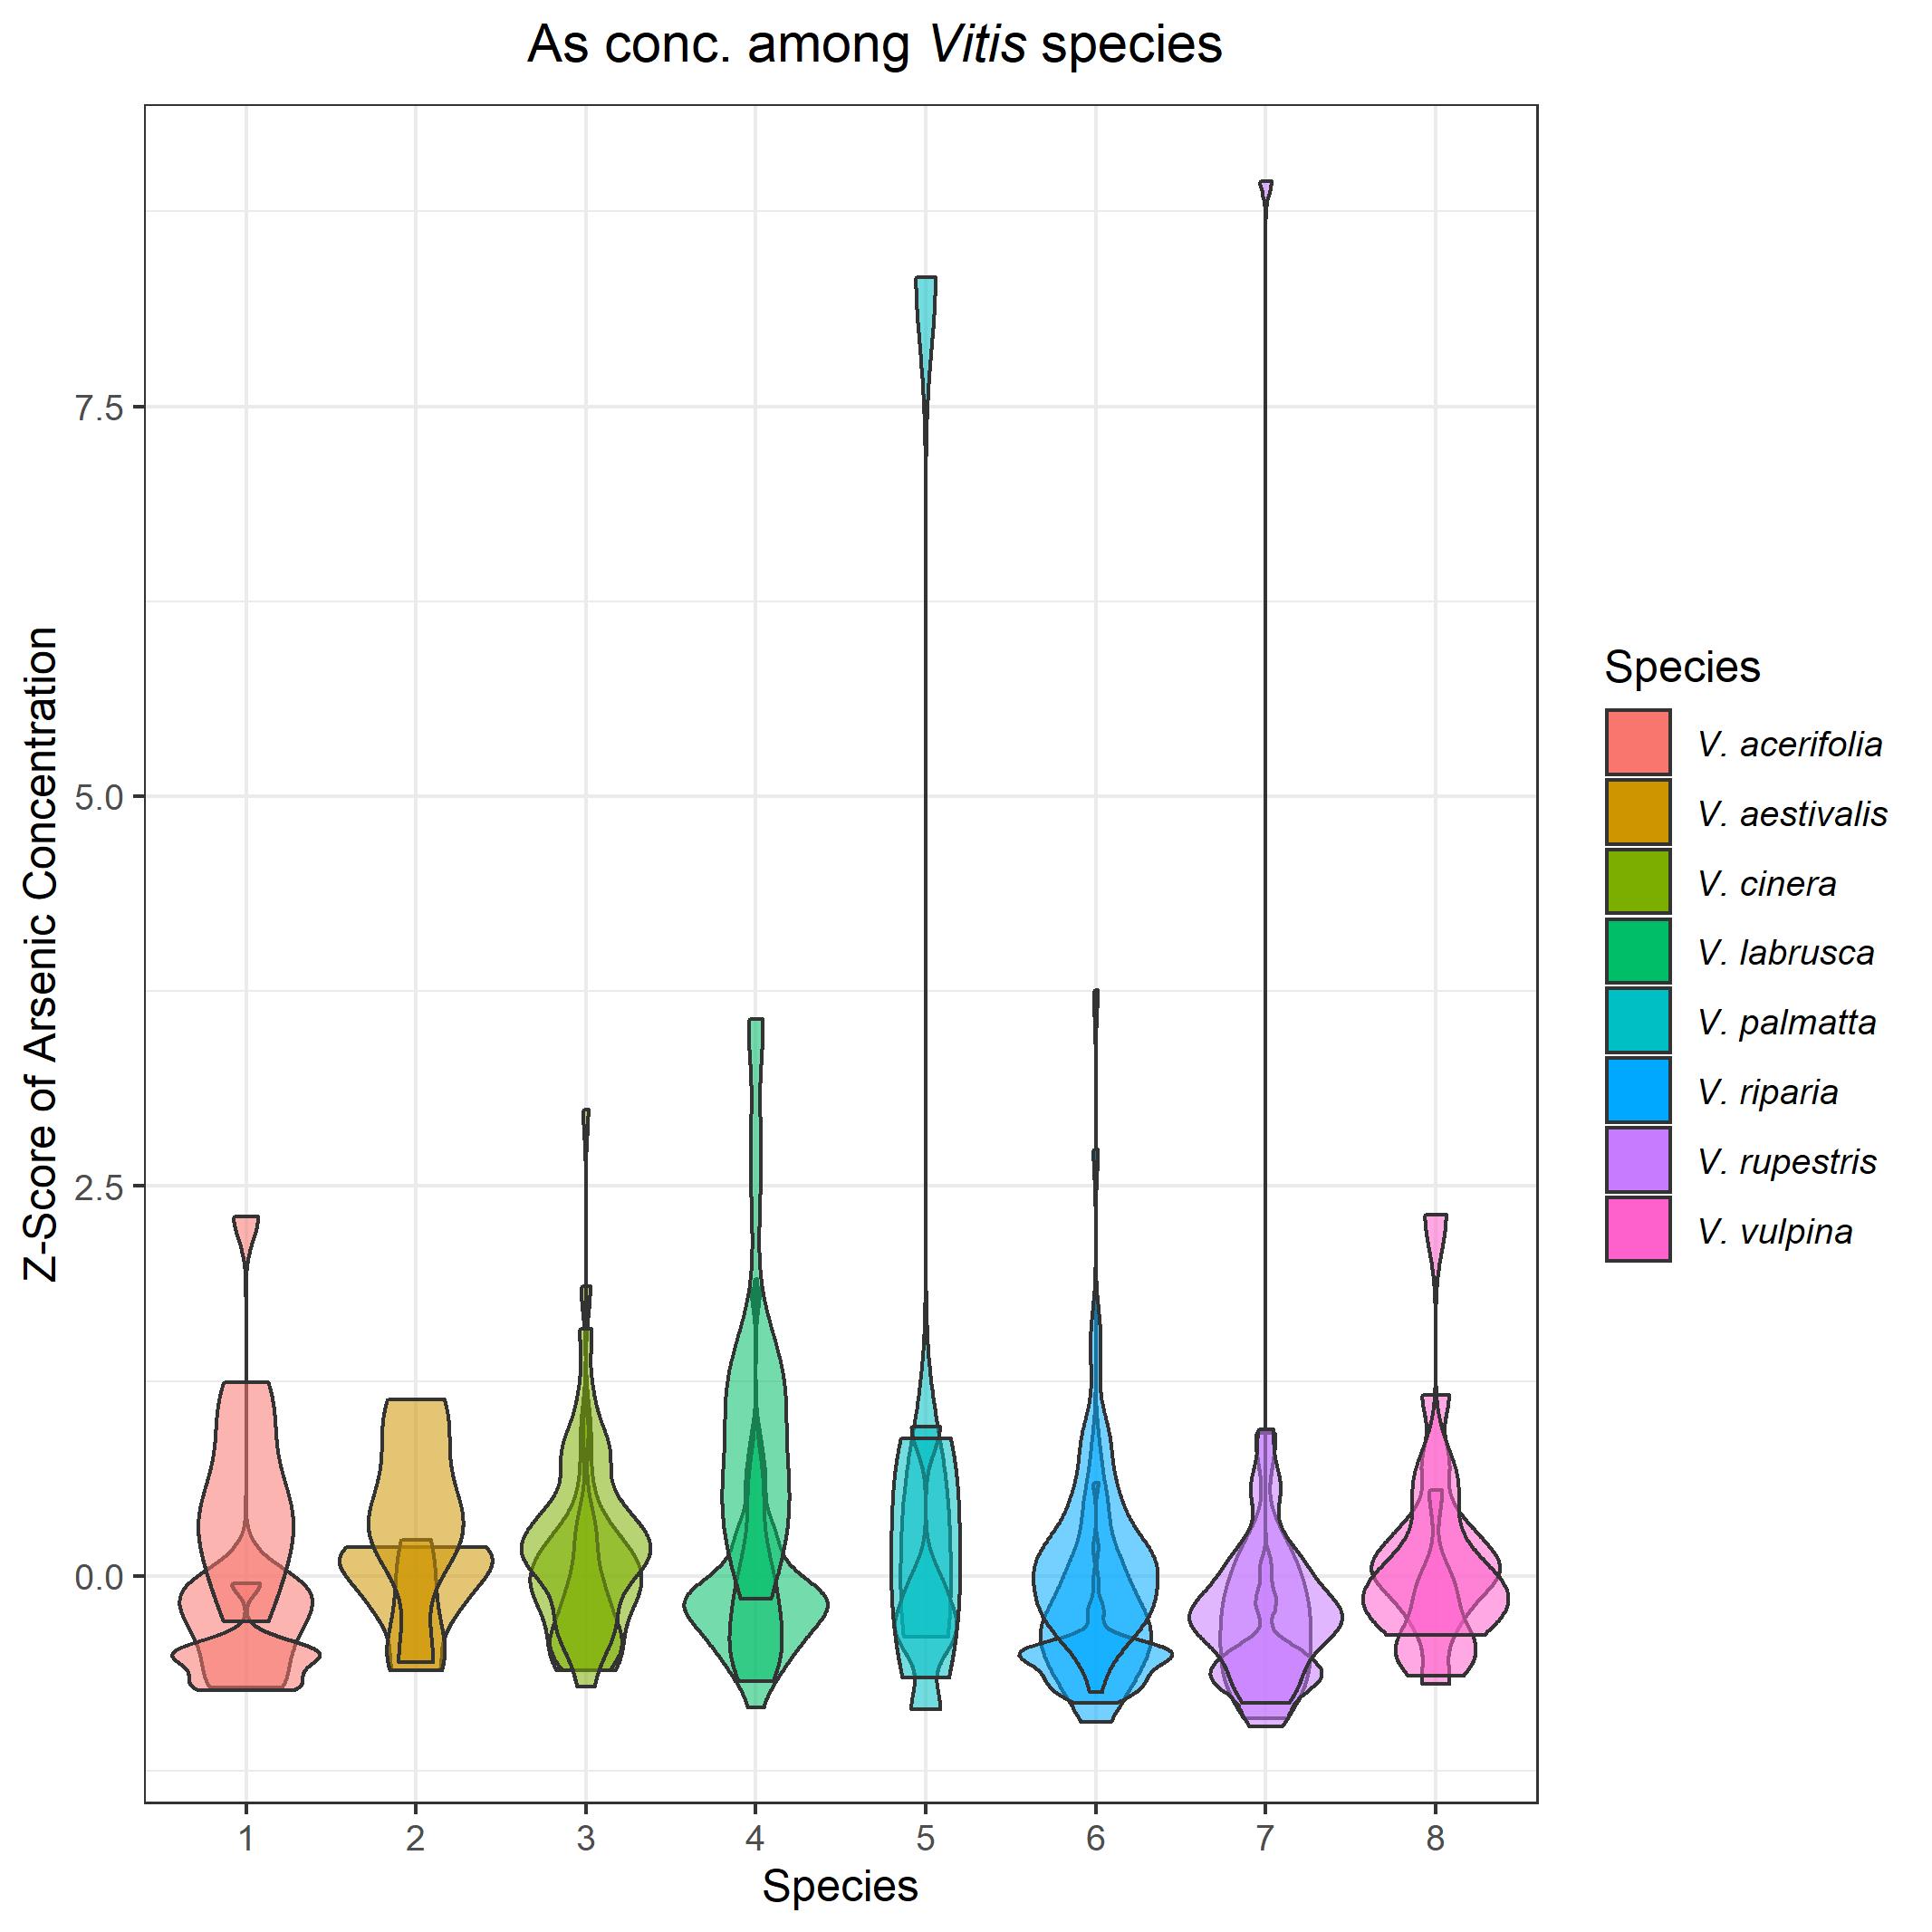 As conc. among Vitis species
Z-Score of Arsenic Concentration
7.5
5.0
2.5
0.0
1 2 3 4 5 6 7 8
Species
Species
V. acerifolia
V. aestivalis
V. cinera
V. labrusca
V. palmatta
V. riparia
V. rupestris
V. vulpina